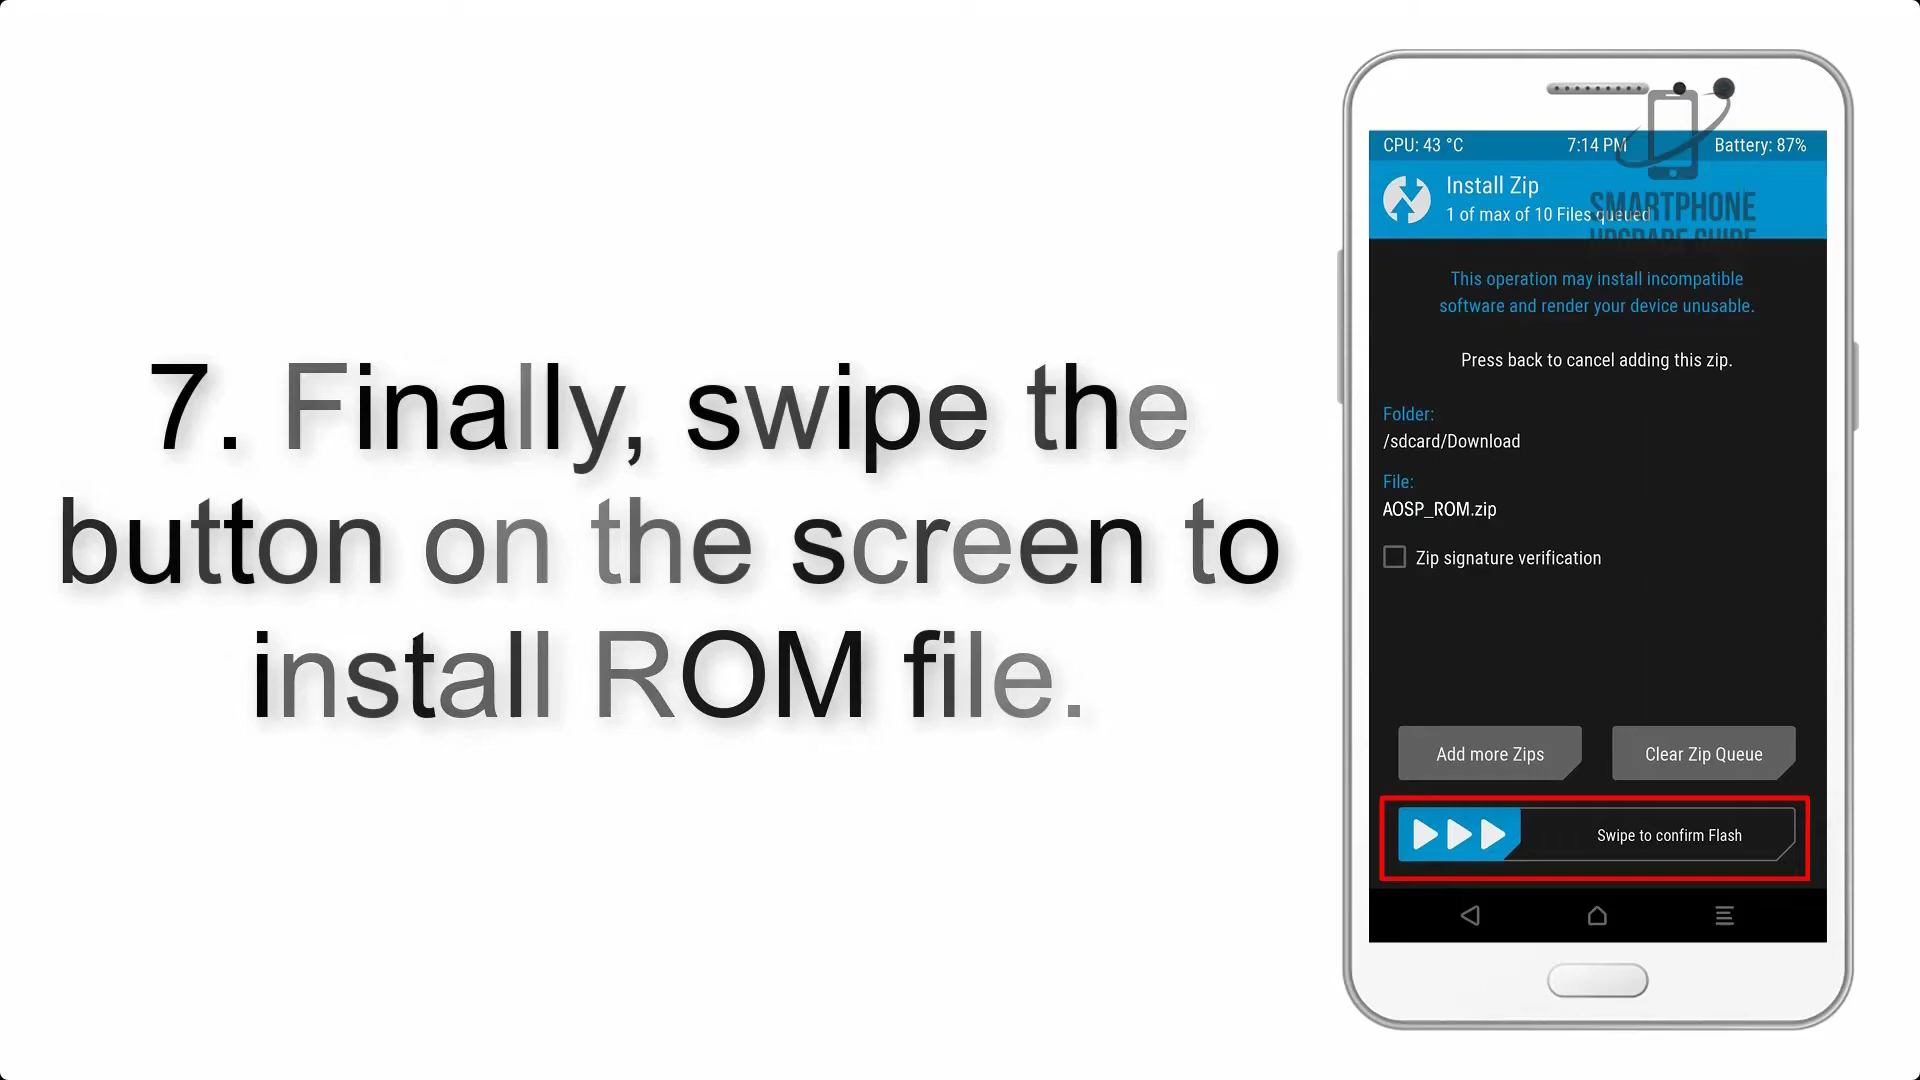 7. Finally, swipe the
button on the screen to
install ROM file.
CPU: 43 °C 7:14 PM Battery: 87%
Install Zip
1 of max of 10 Files queued
SMARTPHONE
UPGRADE GUIDE
This operation may install incompatible
software and render your device unusable.
Press back to cancel adding this zip.
Folder:
/sdcard/Download
File:
AOSP_ROM.zip
Zip signature verification
Add more Zips Clear Zip Queue
Swipe to confirm Flash